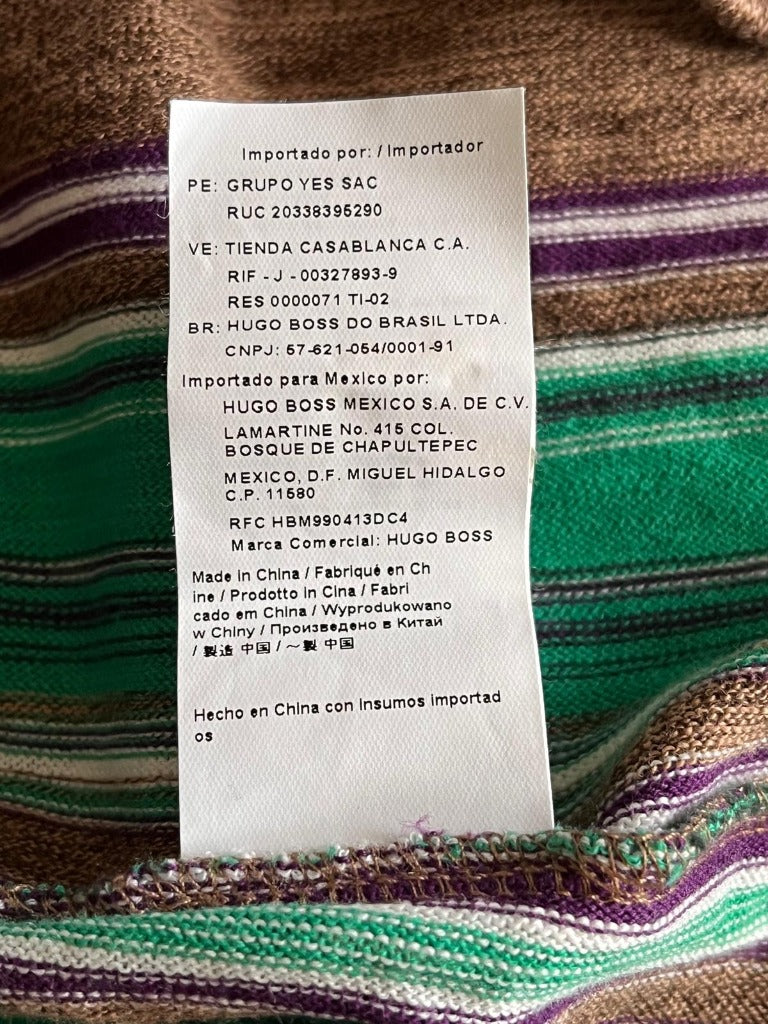 Importado por: / Importador
PE: GRUPO YES SAC
RUC 20338395290
VE: TIENDA CASABLANCA C.A.
RIF - J - 00327893-9
RES 0000071 TI-02
BR: HUGO BOSS DO BRASIL LTDA.
CNPJ: 57-621-054/0001-91
Importado para Mexico por:
HUGO BOSS MEXICO S.A. DE C.V.
LAMARTINE No. 415 COL.
BOSQUE DE CHAPULTEPEC
MEXICO, D.F. MIGUEL HIDALGO
C.P. 11580
RFC HBM990413DC4
Marca Comercial: HUGO BOSS
Made in China / Fabriqué en Ch
ine / Prodotto in Cina / Fabri
cado em China / Wyprodukowano
w Chiny / Произведено в Китай
/ 製造 中国 / ～製 中国
Hecho en China con insumos importad
os